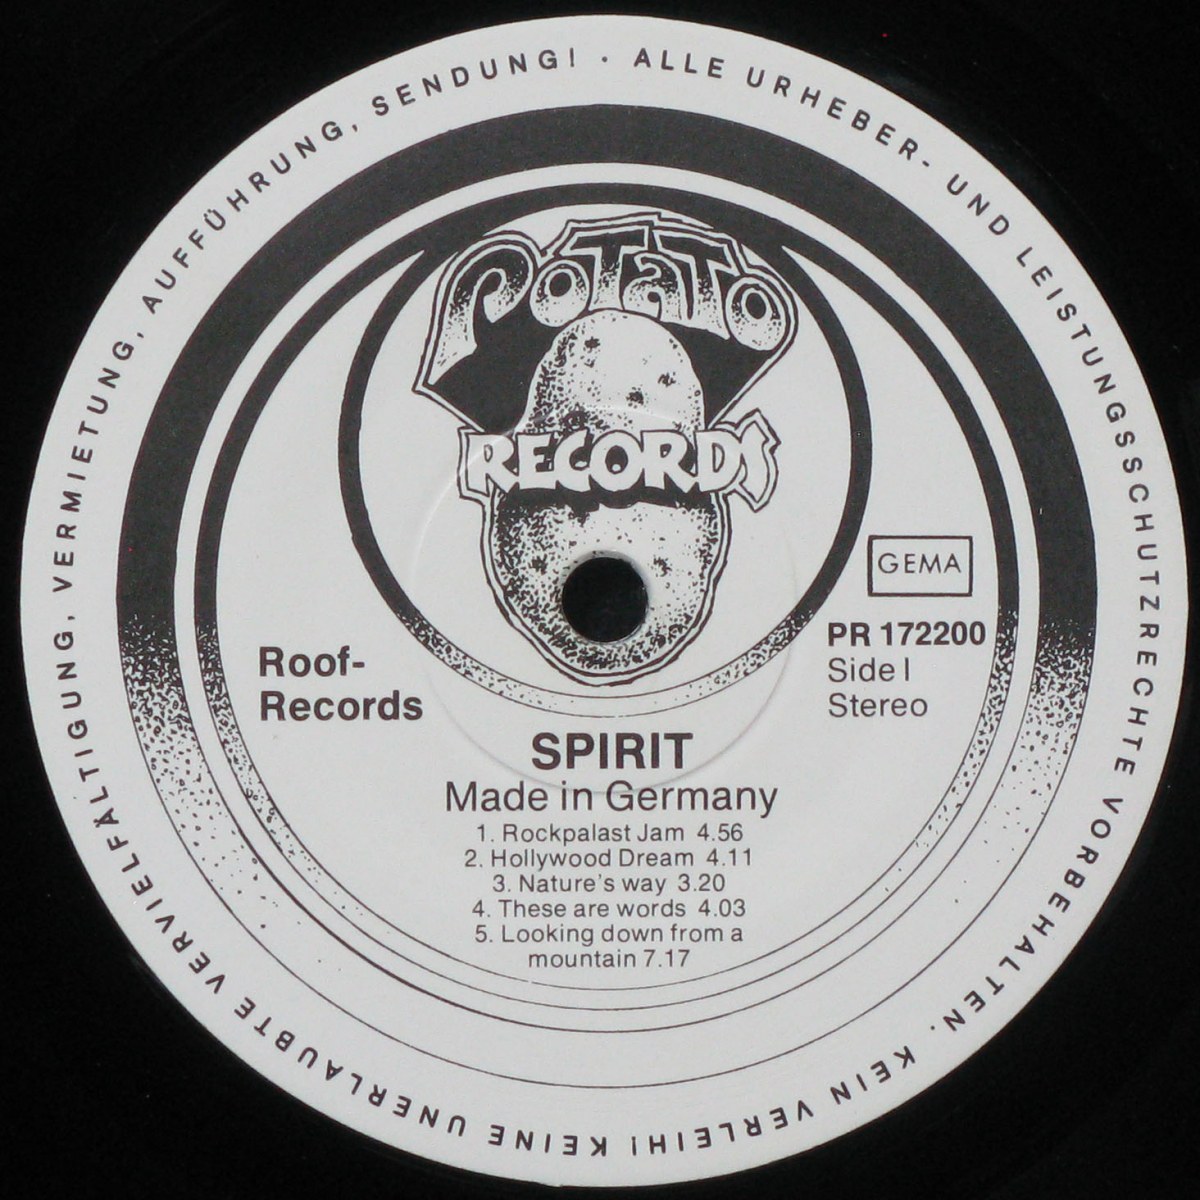 ALLE URHEBER- UND LEISTUNGSSCHUTZRECHTE VORBEHALTEN. KEIN VERLEIH! KEINE UNERLAUBTE VERVIELFÄLTIGUNG, VERMIETUNG, AUFFÜHRUNG, SENDUNG! ·
POTATO
RECORDS
GEMA
PR 172200
Side I
Stereo
Roof-
Records
SPIRIT
Made in Germany
1. Rockpalast Jam 4.56
2. Hollywood Dream 4.11
3. Nature's way 3.20
4. These are words 4.03
5. Looking down from a
mountain 7.17